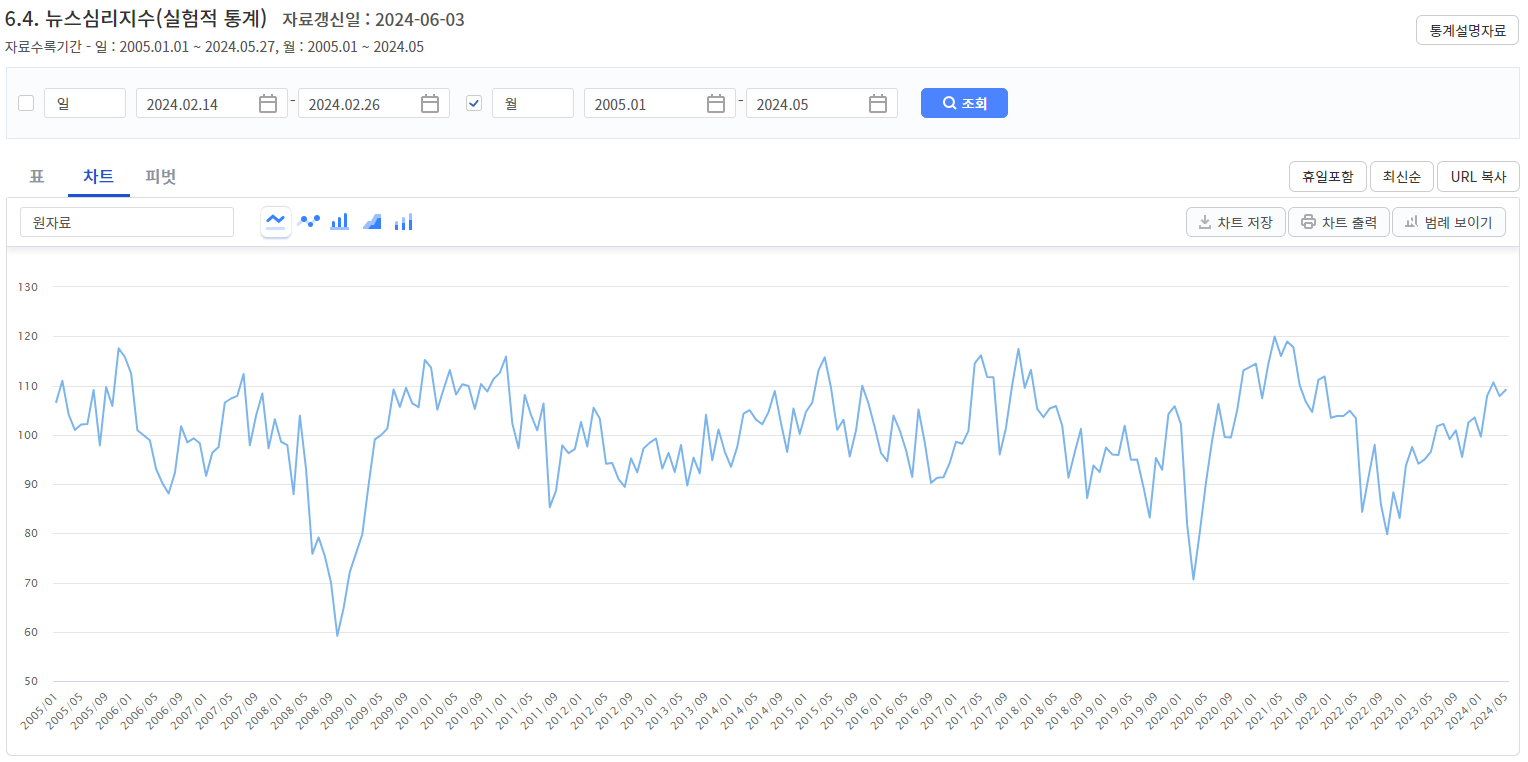 6.4. 뉴스심리지수(실험적 통계) 자료갱신일 : 2024-06-03
자료수록기간 - 일 : 2005.01.01 ~ 2024.05.27, 월 : 2005.01 ~ 2024.05
통계설명자료
일 2024.02.14 - 2024.02.26 월 2005.01 - 2024.05 조회
표 차트 피벗
휴일포함 최신순 URL 복사
원자료
차트 저장 차트 출력 범례 보이기
130
120
110
100
90
80
70
60
50
2005/01 2005/05 2005/09 2006/01 2006/05 2006/09 2007/01 2007/05 2007/09 2008/01 2008/05 2008/09 2009/01 2009/05 2009/09 2010/01 2010/05 2010/09 2011/01 2011/05 2011/09 2012/01 2012/05 2012/09 2013/01 2013/05 2013/09 2014/01 2014/05 2014/09 2015/01 2015/05 2015/09 2016/01 2016/05 2016/09 2017/01 2017/05 2017/09 2018/01 2018/05 2018/09 2019/01 2019/05 2019/09 2020/01 2020/05 2020/09 2021/01 2021/05 2021/09 2022/01 2022/05 2022/09 2023/01 2023/05 2023/09 2024/01 2024/05